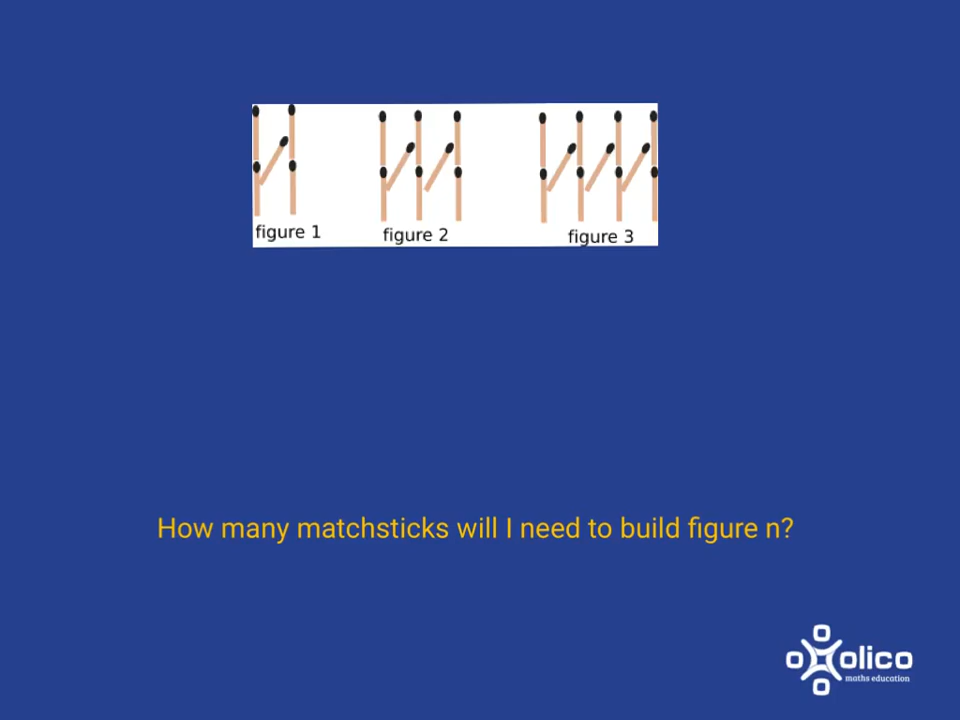 figure 1
figure 2
figure 3
How many matchsticks will I need to build figure n?
olico
maths education